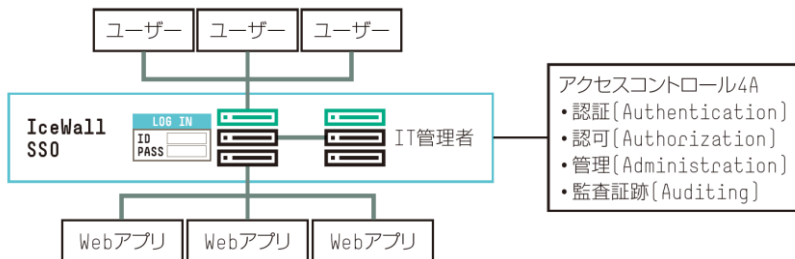 ユーザー
ユーザー
ユーザー
IceWall
SSO
LOG IN
ID
PASS
IT管理者
アクセスコントロール4A
・認証(Authentication)
・認可(Authorization)
・管理(Administration)
・監査証跡(Auditing)
Webアプリ
Webアプリ
Webアプリ